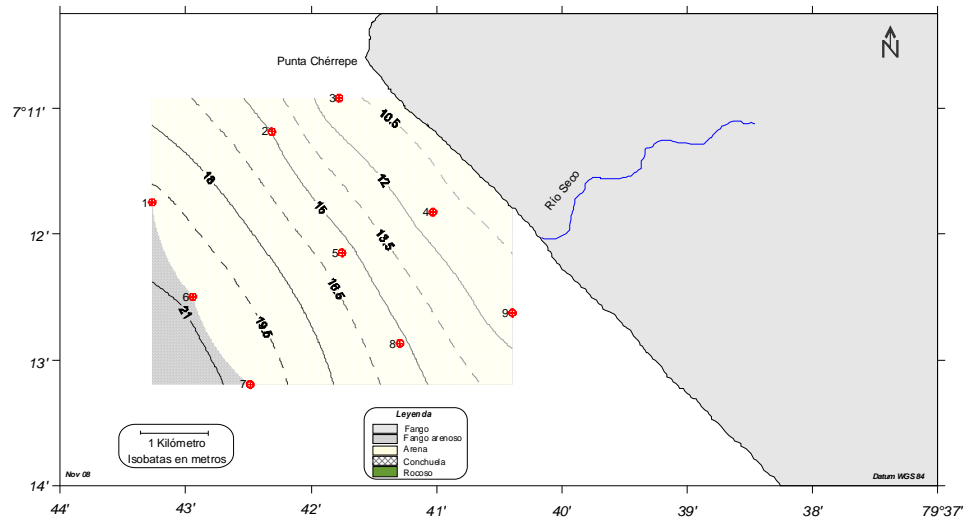 N
Punta Chérrepe
7°11'
12'
13'
14'
3
2
1
4
5
6
7
8
9
10.5
12
13.5
15
16.5
18
19.5
21
Río Seco
1 Kilómetro
Isobatas en metros
Leyenda
Fango
Fango arenoso
Arena
Conchuela
Rocoso
Nov 08
Datum WGS 84
44'
43'
42'
41'
40'
39'
38'
79°37'